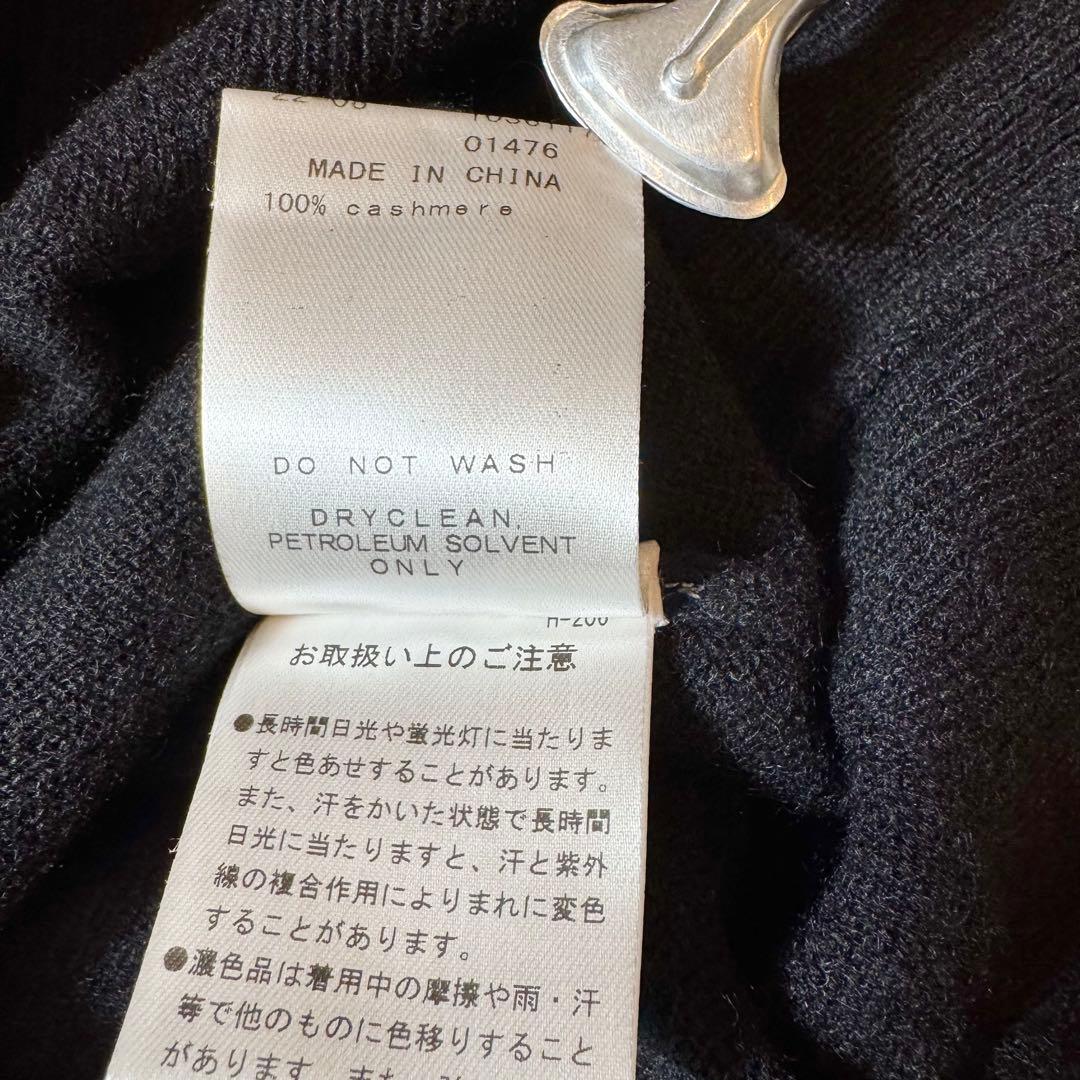 01476
MADE IN CHINA
100% cashmere
DO NOT WASH
DRYCLEAN,
PETROLEUM SOLVENT
ONLY
H-200
お取扱い上のご注意
●長時間日光や蛍光灯に当たりま
すと色あせすることがあります。
また、汗をかいた状態で長時間
日光に当たりますと、汗と紫外
線の複合作用によりまれに変色
することがあります。
●濃色品は着用中の摩擦や雨・汗
等で他のものに色移りすること
があります。また